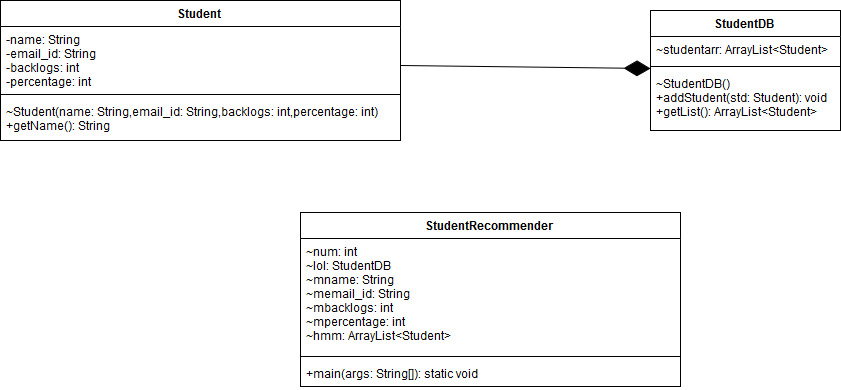 Student
-name: String
-email_id: String
-backlogs: int
-percentage: int
~Student(name: String,email_id: String,backlogs: int,percentage: int)
+getName(): String
StudentDB
~studentarr: ArrayList<Student>
~StudentDB()
+addStudent(std: Student): void
+getList(): ArrayList<Student>
StudentRecommender
~num: int
~lol: StudentDB
~mname: String
~memail_id: String
~mbacklogs: int
~mpercentage: int
~hmm: ArrayList<Student>
+main(args: String[]): static void